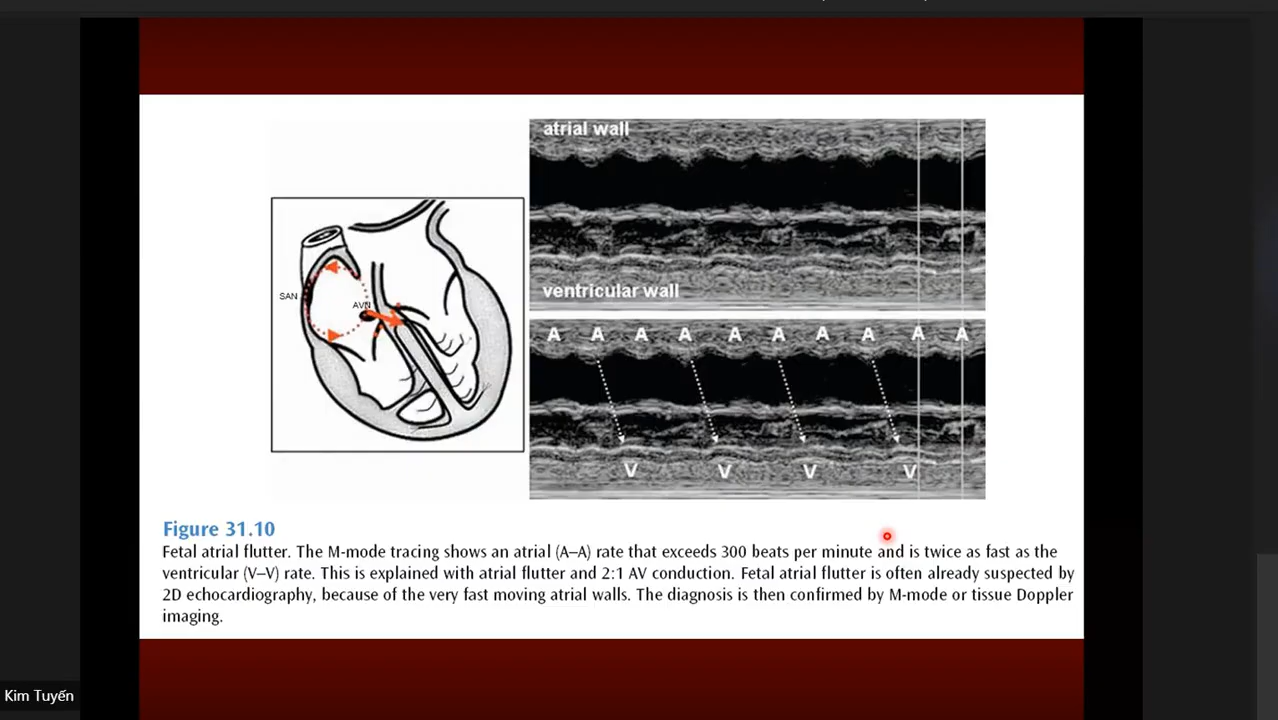 atrial wall
ventricular wall
SAN
AVN
A A A A A A A A A A
V V V V
Figure 31.10
Fetal atrial flutter. The M-mode tracing shows an atrial (A–A) rate that exceeds 300 beats per minute and is twice as fast as the
ventricular (V–V) rate. This is explained with atrial flutter and 2:1 AV conduction. Fetal atrial flutter is often already suspected by
2D echocardiography, because of the very fast moving atrial walls. The diagnosis is then confirmed by M-mode or tissue Doppler
imaging.
Kim Tuyến